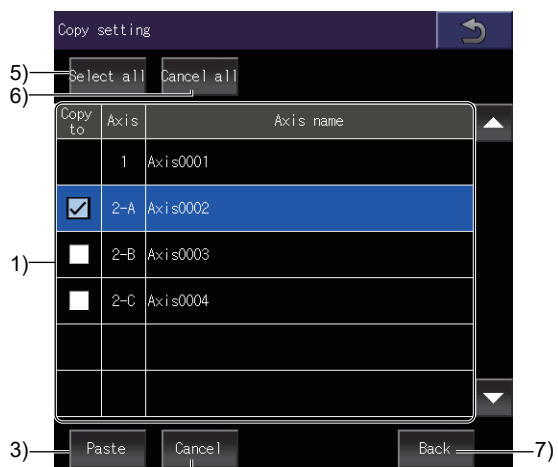 Copy setting
5) Select all Cancel all
6)
Copy to Axis Axis name
1 Axis0001
2-A Axis0002
1) 2-B Axis0003
2-C Axis0004
3) Paste Cancel Back 7)